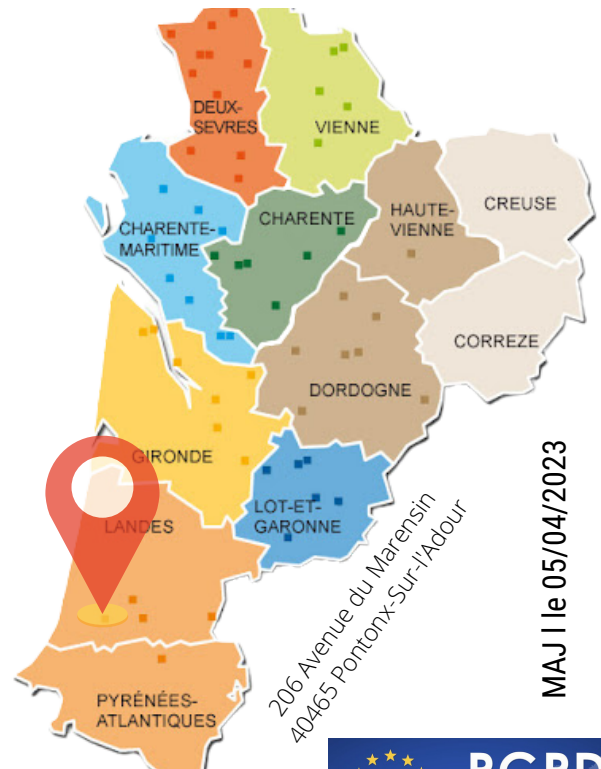 DEUX-
SEVRES
VIENNE
CHARENTE-
MARITIME
CHARENTE
HAUTE-
VIENNE
CREUSE
CORREZE
DORDOGNE
GIRONDE
LOT-ET-
GARONNE
LANDES
PYRÉNÉES-
ATLANTIQUES
206 Avenue du Marensin
40465 Pontonx-Sur-l'Adour
MAJ I le 05/04/2023